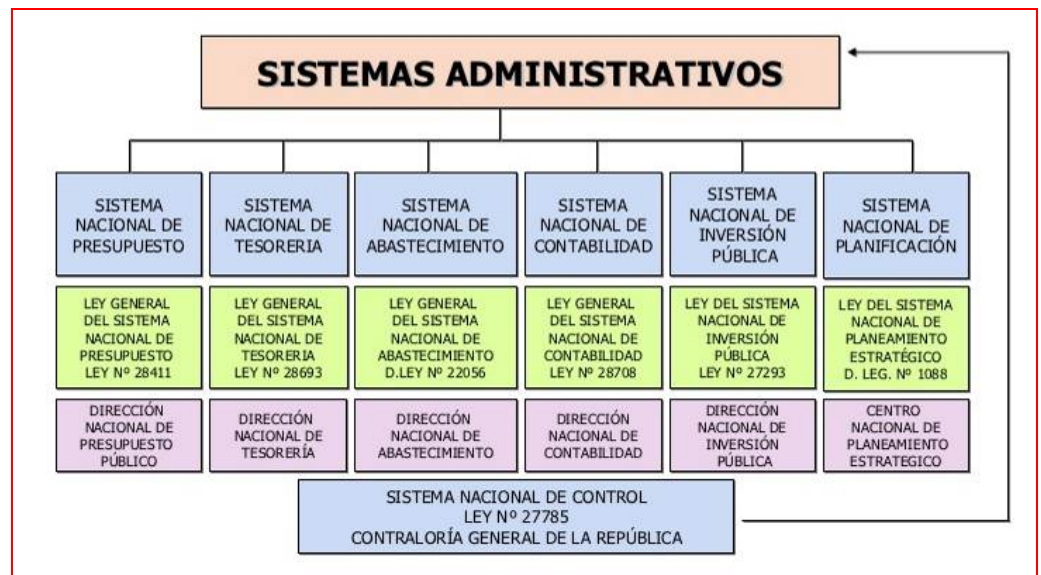 SISTEMAS ADMINISTRATIVOS
SISTEMA
NACIONAL DE
PRESUPUESTO
SISTEMA
NACIONAL DE
TESORERIA
SISTEMA
NACIONAL DE
ABASTECIMIENTO
SISTEMA
NACIONAL DE
CONTABILIDAD
SISTEMA
NACIONAL DE
INVERSIÓN
PÚBLICA
SISTEMA
NACIONAL DE
PLANIFICACIÓN
LEY GENERAL
DEL SISTEMA
NACIONAL DE
PRESUPUESTO
LEY Nº 28411
LEY GENERAL
DEL SISTEMA
NACIONAL DE
TESORERIA
LEY Nº 28693
LEY GENERAL
DEL SISTEMA
NACIONAL DE
ABASTECIMIENTO
D.LEY Nº 22056
LEY GENERAL
DEL SISTEMA
NACIONAL DE
CONTABILIDAD
LEY Nº 28708
LEY DEL SISTEMA
NACIONAL DE
INVERSIÓN
PÚBLICA
LEY Nº 27293
LEY DEL SISTEMA
NACIONAL DE
PLANEAMIENTO
ESTRATÉGICO
D. LEG. Nº 1088
DIRECCIÓN
NACIONAL DE
PRESUPUESTO
PÚBLICO
DIRECCIÓN
NACIONAL DE
TESORERÍA
DIRECCIÓN
NACIONAL DE
ABASTECIMIENTO
DIRECCIÓN
NACIONAL DE
CONTABILIDAD
DIRECCIÓN
NACIONAL DE
INVERSIÓN
PÚBLICA
CENTRO
NACIONAL DE
PLANEAMIENTO
ESTRATEGICO
SISTEMA NACIONAL DE CONTROL
LEY Nº 27785
CONTRALORÍA GENERAL DE LA REPÚBLICA